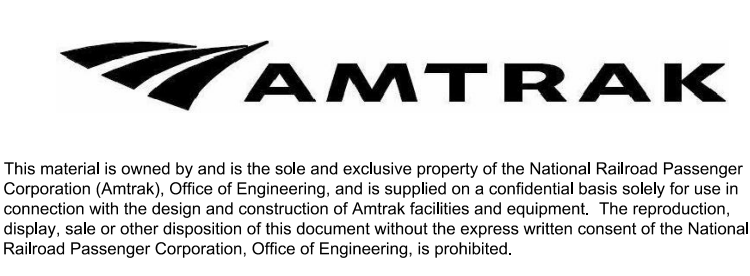 AMTRAK
This material is owned by and is the sole and exclusive property of the National Railroad Passenger
Corporation (Amtrak), Office of Engineering, and is supplied on a confidential basis solely for use in
connection with the design and construction of Amtrak facilities and equipment.  The reproduction,
display, sale or other disposition of this document without the express written consent of the National
Railroad Passenger Corporation, Office of Engineering, is prohibited.